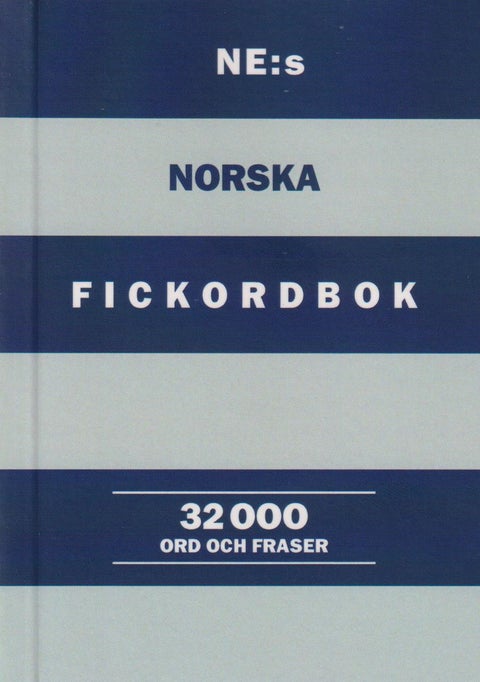 NE:s
NORSKA
FICKORDBOK
32 000
ORD OCH FRASER